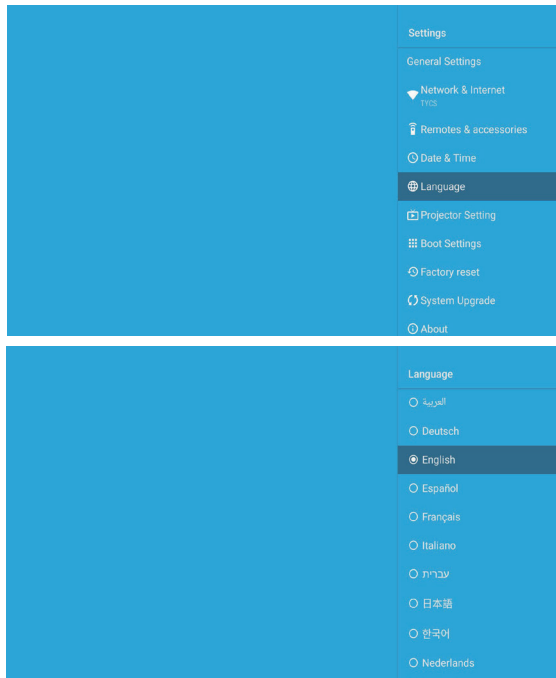 Settings
General Settings
Network & Internet
TYCS
Remotes & accessories
Date & Time
Language
Projector Setting
Boot Settings
Factory reset
System Upgrade
About
Language
العربية
Deutsch
English
Español
Français
Italiano
עברית
日本語
한국어
Nederlands